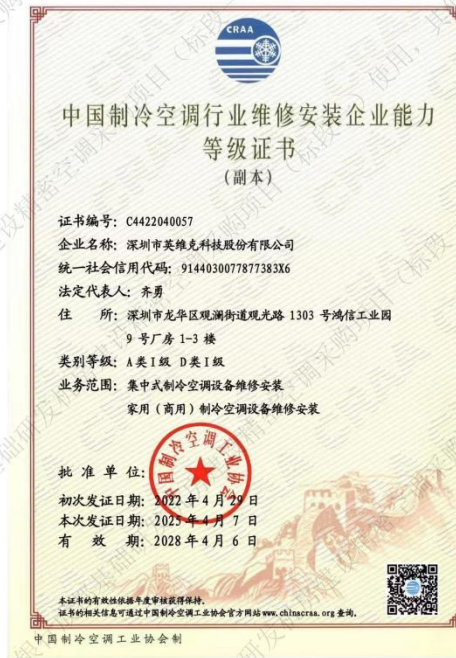 CRAA
中国制冷空调行业维修安装企业能力
等级证书
(副本)
证书编号: C4422040057
企业名称: 深圳市英维克科技股份有限公司
统一社会信用代码: 9144030077877383X6
法定代表人: 齐勇
住 所: 深圳市龙华区观澜街道观光路 1303 号鸿信工业园
9 号厂房 1-3 楼
类别等级: A类I级 D类I级
业务范围: 集中式制冷空调设备维修安装
家用（商用）制冷空调设备维修安装
批 准 单 位:
中国制冷空调工业协会
初次发证日期: 2022 年 4 月 29 日
本次发证日期: 2025 年 4 月 7 日
有 效 期: 2028 年 4 月 6 日
本证书的有效性依据年度审核获得保持。
证书的相关信息可通过中国制冷空调工业协会官方网站 www.chinacraa.org 查询。
中国制冷空调工业协会制